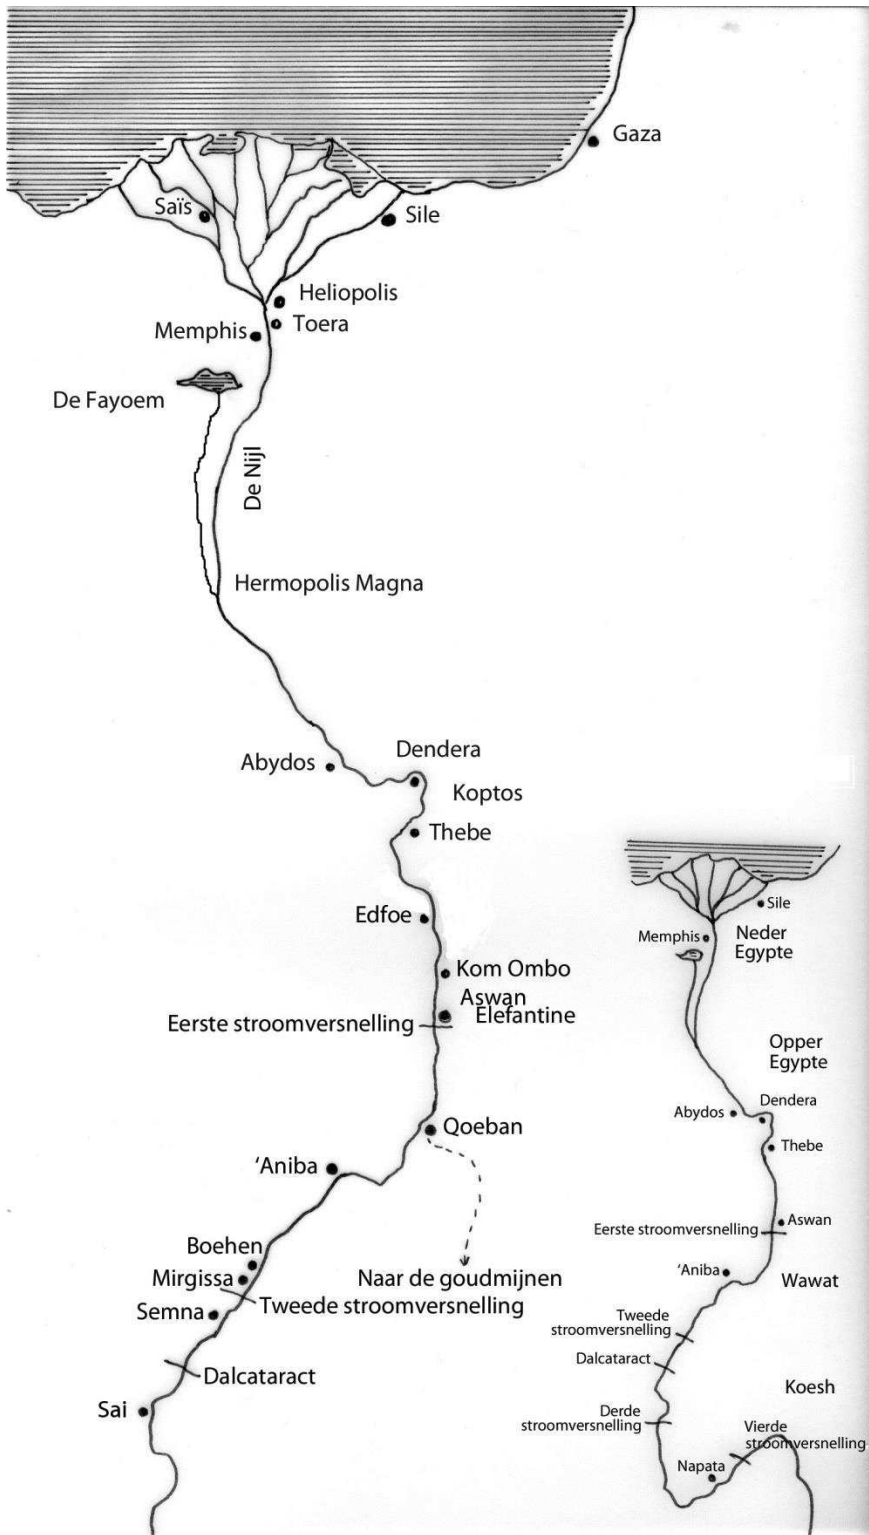 Gaza
Saïs
Sile
Heliopolis
Toera
Memphis
De Fayoem
De Nijl
Hermopolis Magna
Dendera
Abydos
Koptos
Thebe
Edfoe
Kom Ombo
Aswan
Elefantine
Eerste stroomversnelling
Qoeban
‘Aniba
Boehen
Mirgissa
Naar de goudmijnen
Tweede stroomversnelling
Semna
Dalcataract
Sai
Sile
Memphis
Neder
Egypte
Opper
Egypte
Dendera
Abydos
Thebe
Aswan
Eerste stroomversnelling
‘Aniba
Wawat
Tweede
stroomversnelling
Dalcataract
Koesh
Derde
stroomversnelling
Vierde
stroomversnelling
Napata